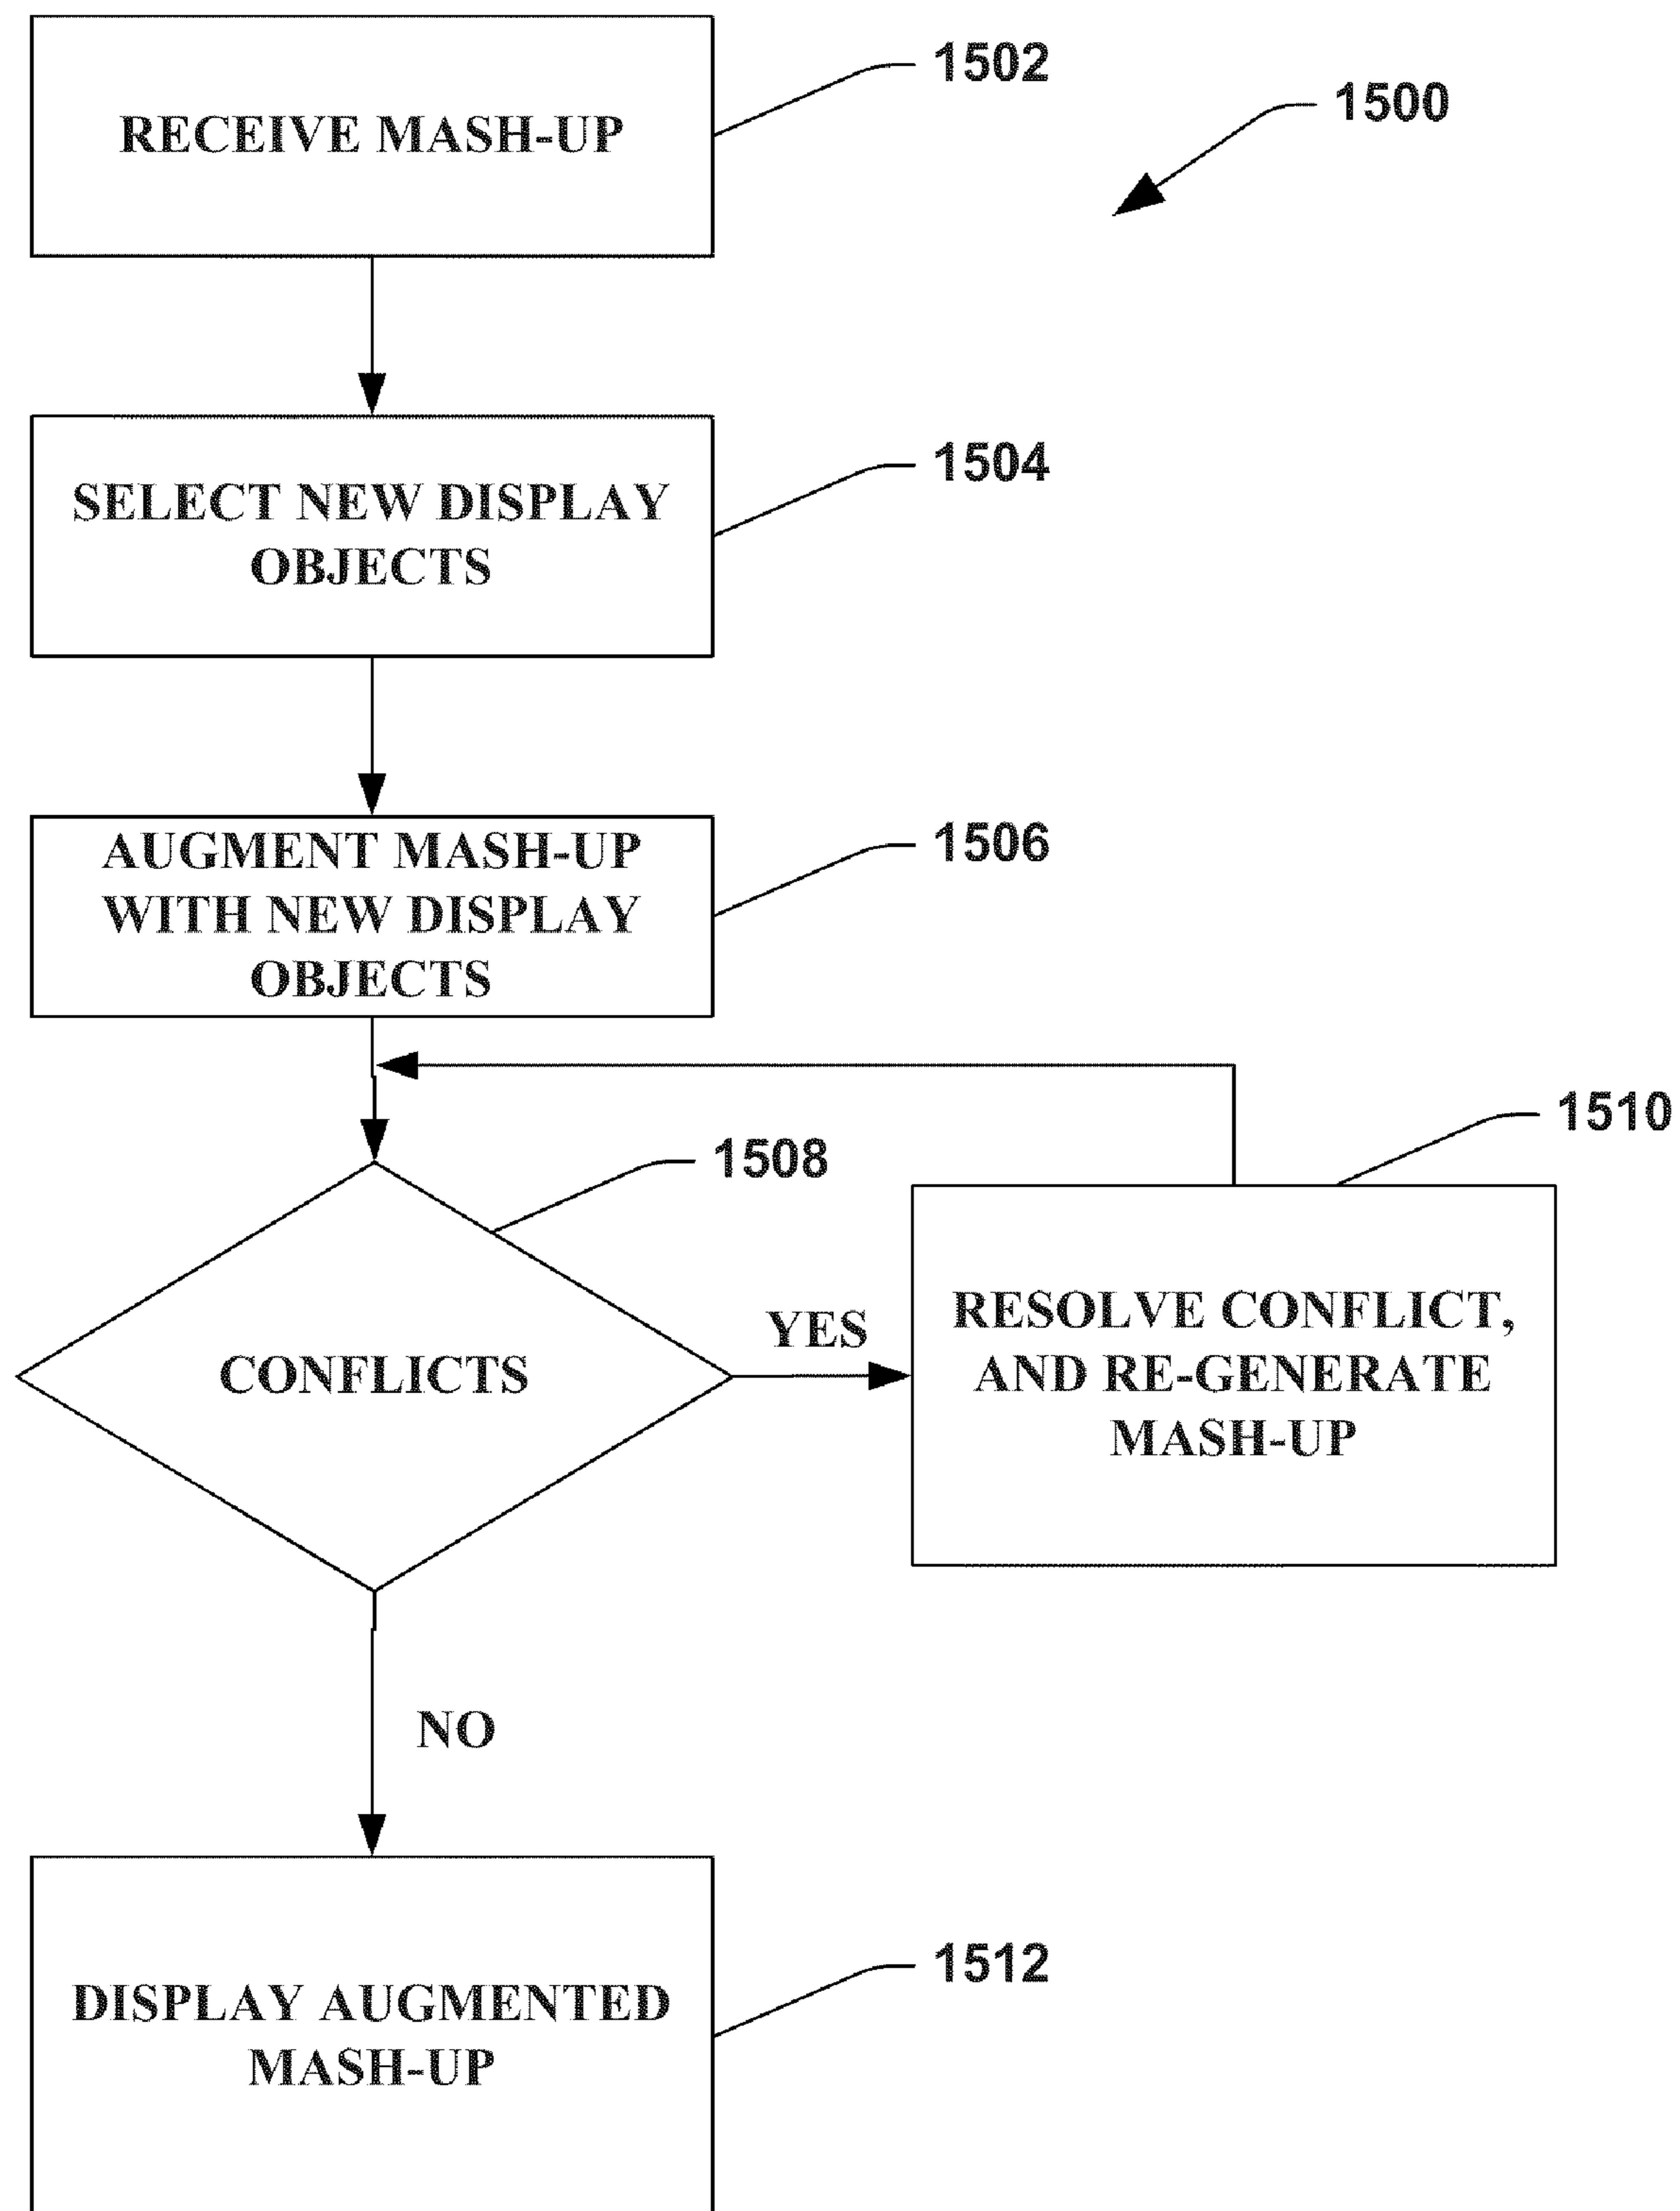 1502
1500
RECEIVE MASH-UP
1504
SELECT NEW DISPLAY
OBJECTS
1506
AUGMENT MASH-UP
WITH NEW DISPLAY
OBJECTS
1510
1508
YES
RESOLVE CONFLICT,
AND RE-GENERATE
MASH-UP
CONFLICTS
NO
1512
DISPLAY AUGMENTED
MASH-UP